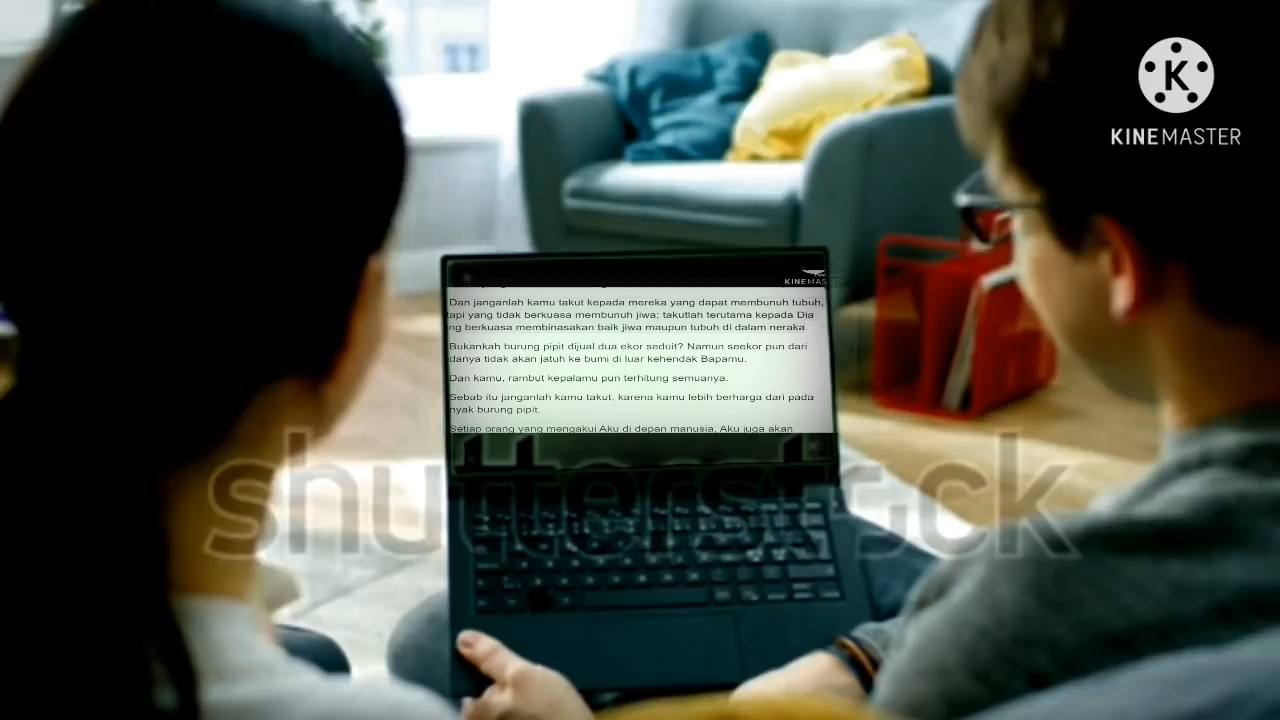 K
KINEMASTER
KINEMASTER
Dan janganlah kamu takut kepada mereka yang dapat membunuh tubuh,
tapi yang tidak berkuasa membunuh jiwa; takutlah terutama kepada Dia
ng berkuasa membinasakan baik jiwa maupun tubuh di dalam neraka.
Bukankah burung pipit dijual dua ekor seduit? Namun seekor pun dari
danya tidak akan jatuh ke bumi di luar kehendak Bapamu.
Dan kamu, rambut kepalamu pun terhitung semuanya.
Sebab itu janganlah kamu takut, karena kamu lebih berharga dari pada
nyak burung pipit.
Setiap orang yang mengakui Aku di depan manusia, Aku juga akan
shutterstock